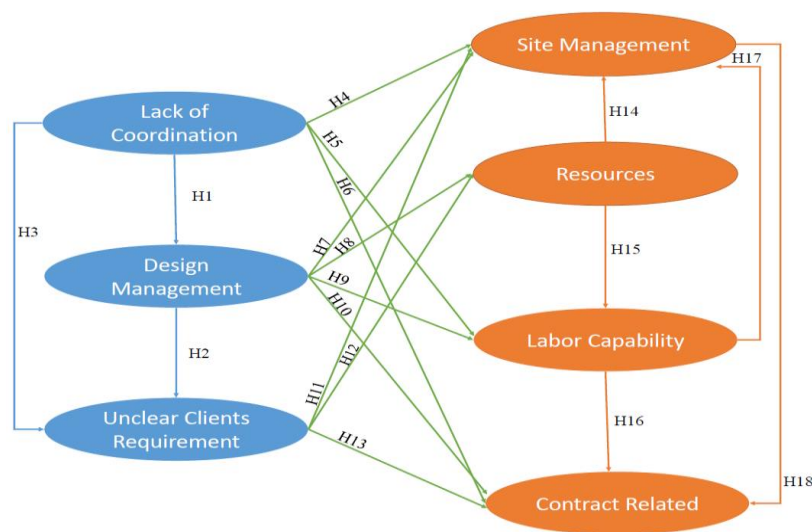 Site Management
H17
Lack of
Coordination
H4
H5
H14
H6
Resources
H1
H3
H7
H8
H15
Design
Management
H9
H10
H12
Labor Capability
H2
H11
Unclear Clients
Requirement
H13
H16
H18
Contract Related